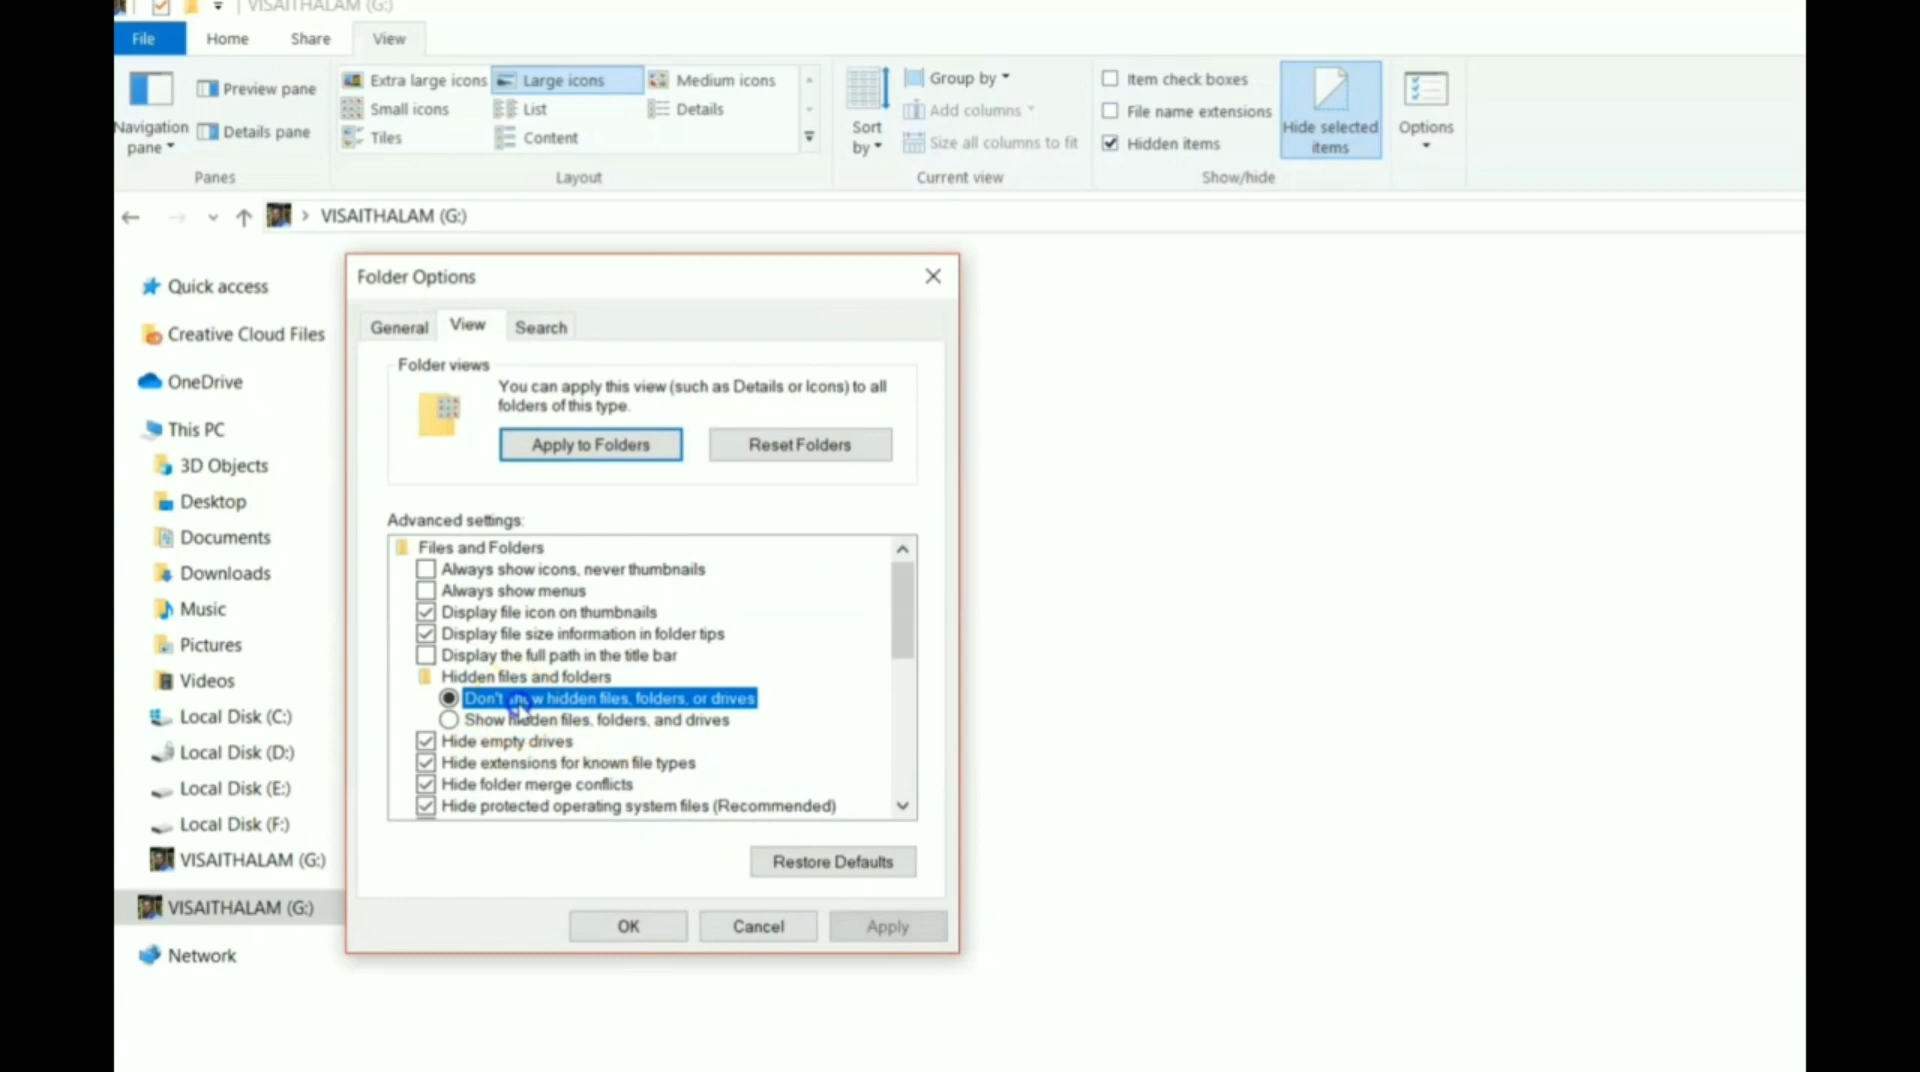 VISAITHALAM (G:)
File
Home
Share
View
Navigation
pane
Preview pane
Details pane
Panes
Extra large icons
Large icons
Medium icons
Small icons
List
Details
Tiles
Content
Layout
Sort
by
Group by
Add columns
Size all columns to fit
Current view
Item check boxes
File name extensions
Hidden items
Hide selected
items
Show/hide
Options
VISAITHALAM (G:)
Quick access
Creative Cloud Files
OneDrive
This PC
3D Objects
Desktop
Documents
Downloads
Music
Pictures
Videos
Local Disk (C:)
Local Disk (D:)
Local Disk (E:)
Local Disk (F:)
VISAITHALAM (G:)
VISAITHALAM (G:)
Network
Folder Options
General
View
Search
Folder views
You can apply this view (such as Details or Icons) to all
folders of this type.
Apply to Folders
Reset Folders
Advanced settings:
Files and Folders
Always show icons, never thumbnails
Always show menus
Display file icon on thumbnails
Display file size information in folder tips
Display the full path in the title bar
Hidden files and folders
Don't show hidden files, folders, or drives
Show hidden files, folders, and drives
Hide empty drives
Hide extensions for known file types
Hide folder merge conflicts
Hide protected operating system files (Recommended)
Restore Defaults
OK
Cancel
Apply